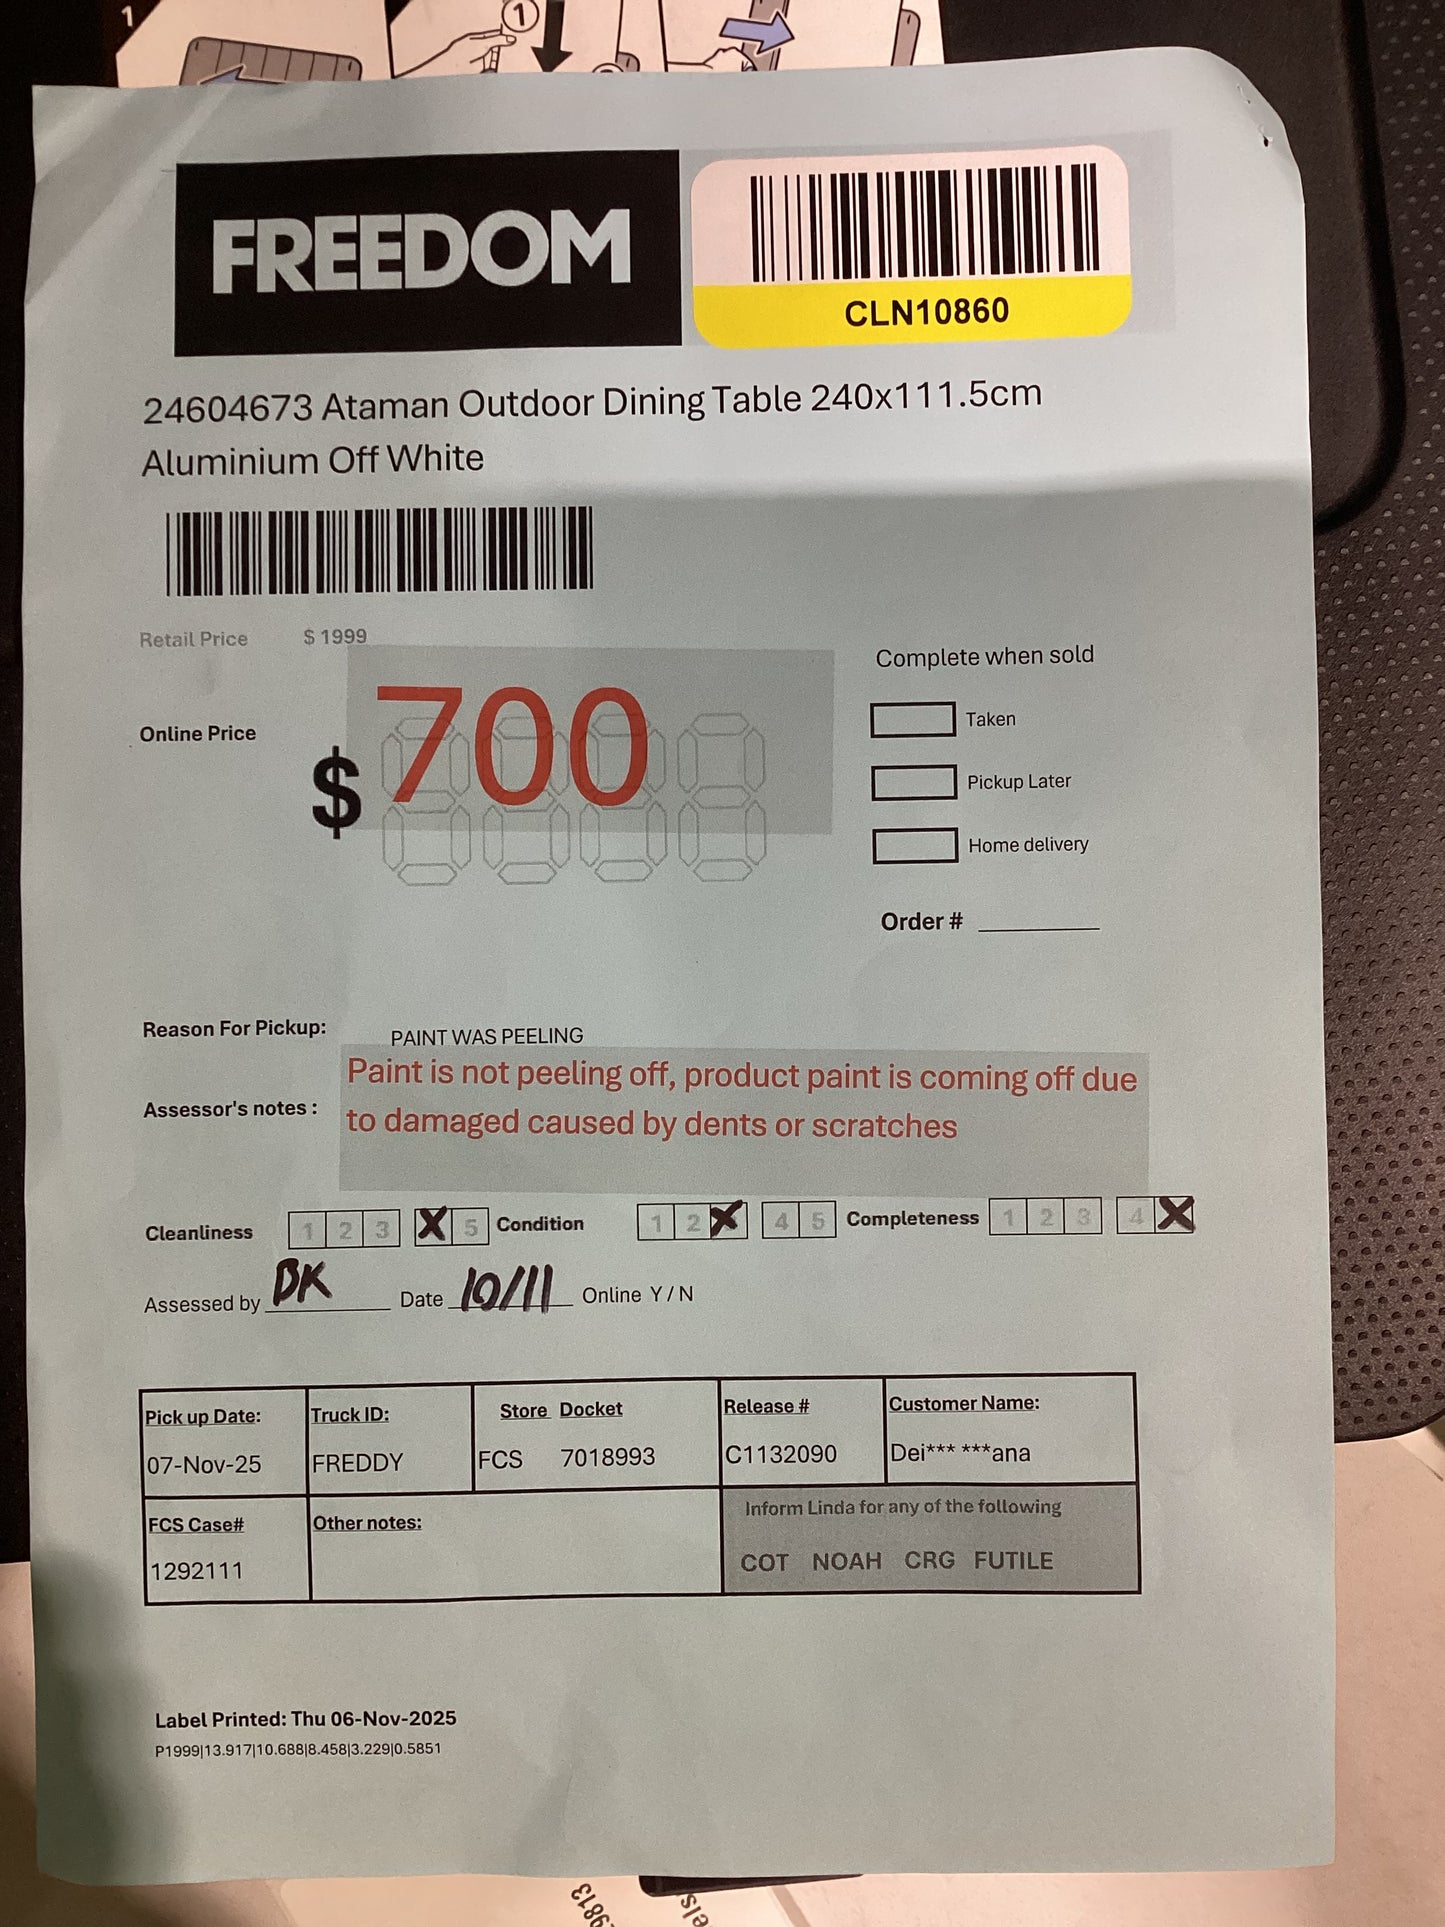 1
1
FREEDOM
CLN10860
24604673 Ataman Outdoor Dining Table 240x111.5cm
Aluminium Off White
Retail Price $ 1999
Online Price
$ 700
Complete when sold
Taken
Pickup Later
Home delivery
Order #
Reason For Pickup: PAINT WAS PEELING
Assessor's notes :
Paint is not peeling off, product paint is coming off due
to damaged caused by dents or scratches
Cleanliness 1 2 3 X 5 Condition 1 2 X 4 5 Completeness 1 2 3 4 X
Assessed by DK Date 10/11 Online Y / N
Pick up Date: Truck ID: Store Docket Release # Customer Name:
07-Nov-25 FREDDY FCS 7018993 C1132090 Dei*** ***ana
FCS Case# Other notes: Inform Linda for any of the following
1292111 COT NOAH CRG FUTILE
Label Printed: Thu 06-Nov-2025
P1999|13.917|10.688|8.458|3.229|0.5851